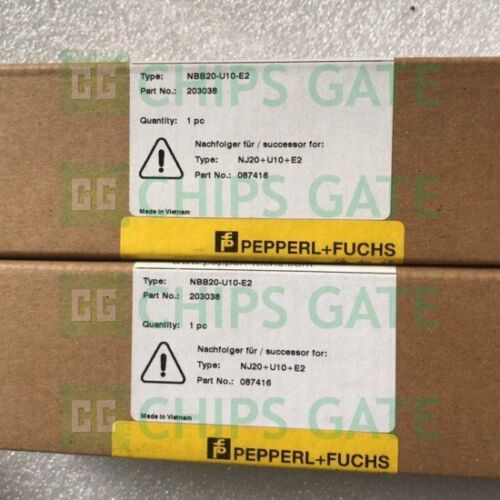 Type: NBB20-U10-E2
Part No.: 203038
Quantity: 1 pc
Nachfolger für / successor for:
Type: NJ20+U10+E2
Part No.: 087416
Made in Vietnam
PEPPERL+FUCHS
Type: NBB20-U10-E2
Part No.: 203038
Quantity: 1 pc
Nachfolger für / successor for:
Type: NJ20+U10+E2
Part No.: 087416
Made in Vietnam
PEPPERL+FUCHS
CG CHIPS GATE
CG CHIPS GATE
CG CHIPS GATE
CG CHIPS GATE